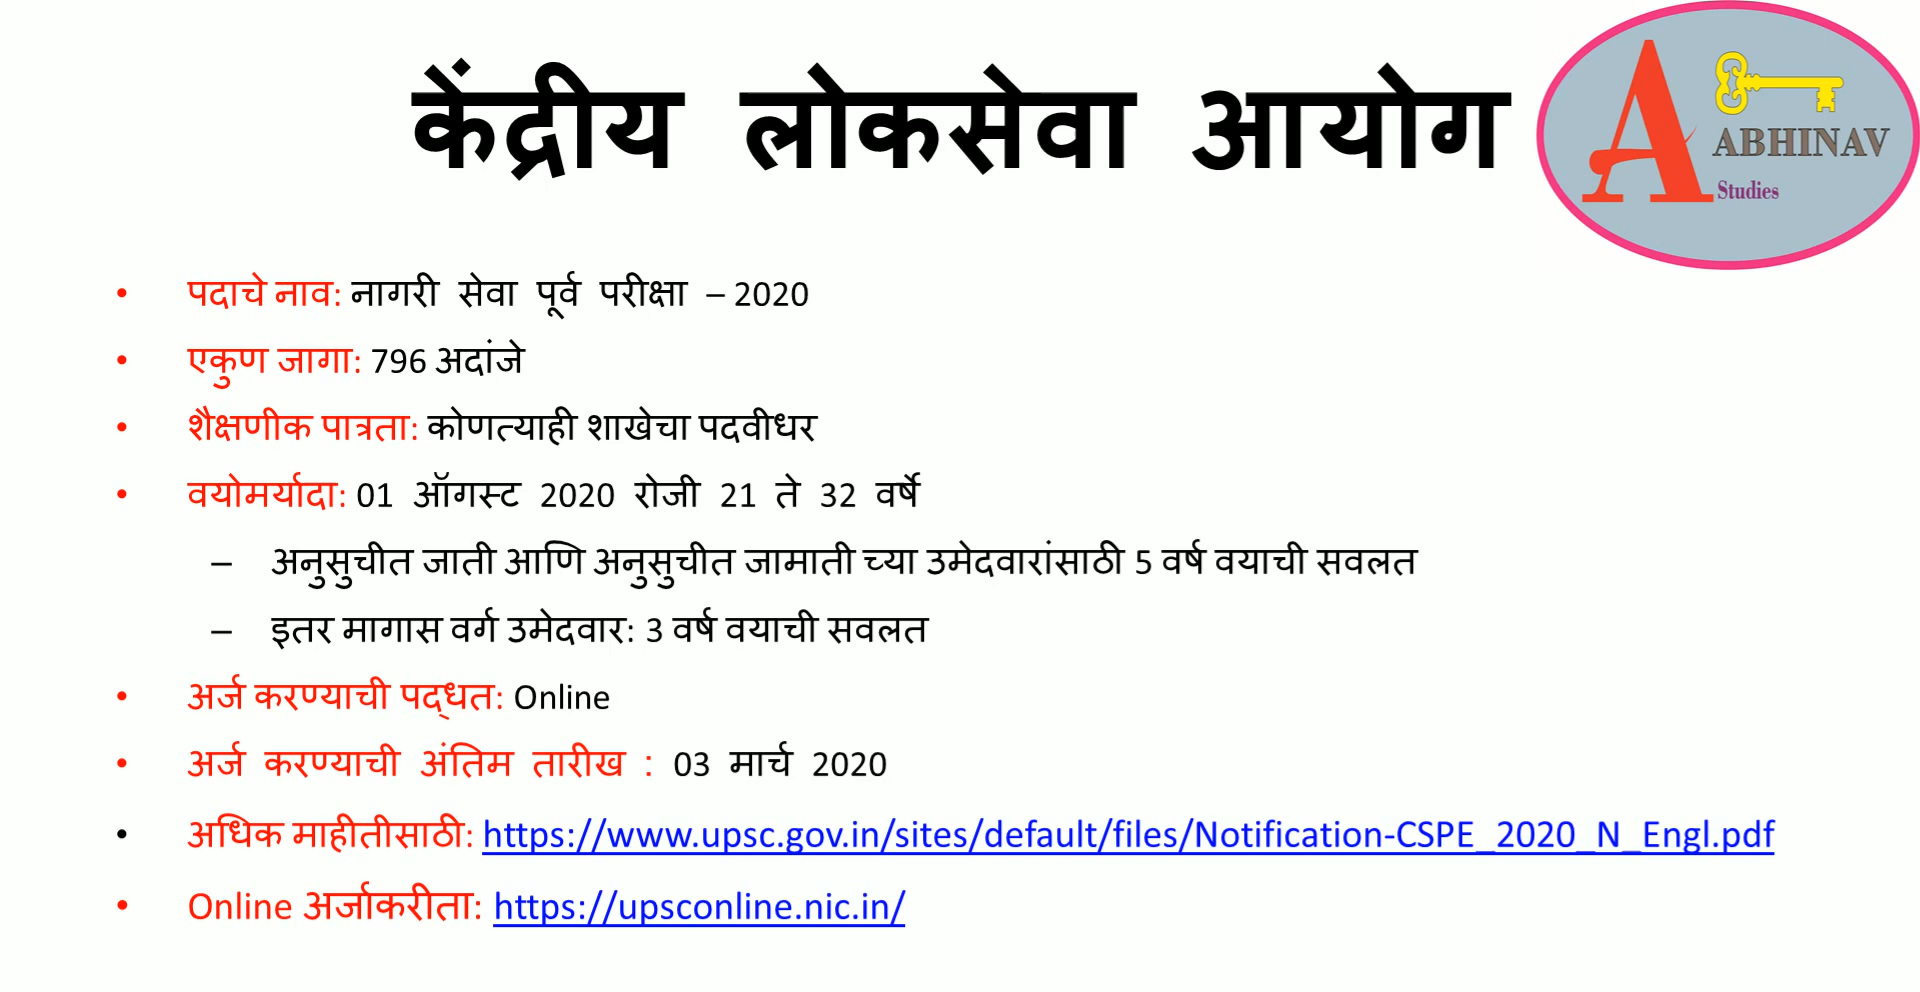 केंद्रीय लोकसेवा आयोग
A ABHINAV
Studies
• पदाचे नाव: नागरी सेवा पूर्व परीक्षा – 2020
• एकुण जागा: 796 अदांजे
• शैक्षणीक पात्रता: कोणत्याही शाखेचा पदवीधर
• वयोमर्यादा: 01 ऑगस्ट 2020 रोजी 21 ते 32 वर्षे
– अनुसुचीत जाती आणि अनुसुचीत जामाती च्या उमेदवारांसाठी 5 वर्ष वयाची सवलत
– इतर मागास वर्ग उमेदवार: 3 वर्ष वयाची सवलत
• अर्ज करण्याची पद्धत: Online
• अर्ज करण्याची अंतिम तारीख : 03 मार्च 2020
• अधिक माहीतीसाठी: https://www.upsc.gov.in/sites/default/files/Notification-CSPE_2020_N_Engl.pdf
• Online अर्जाकरीता: https://upsconline.nic.in/